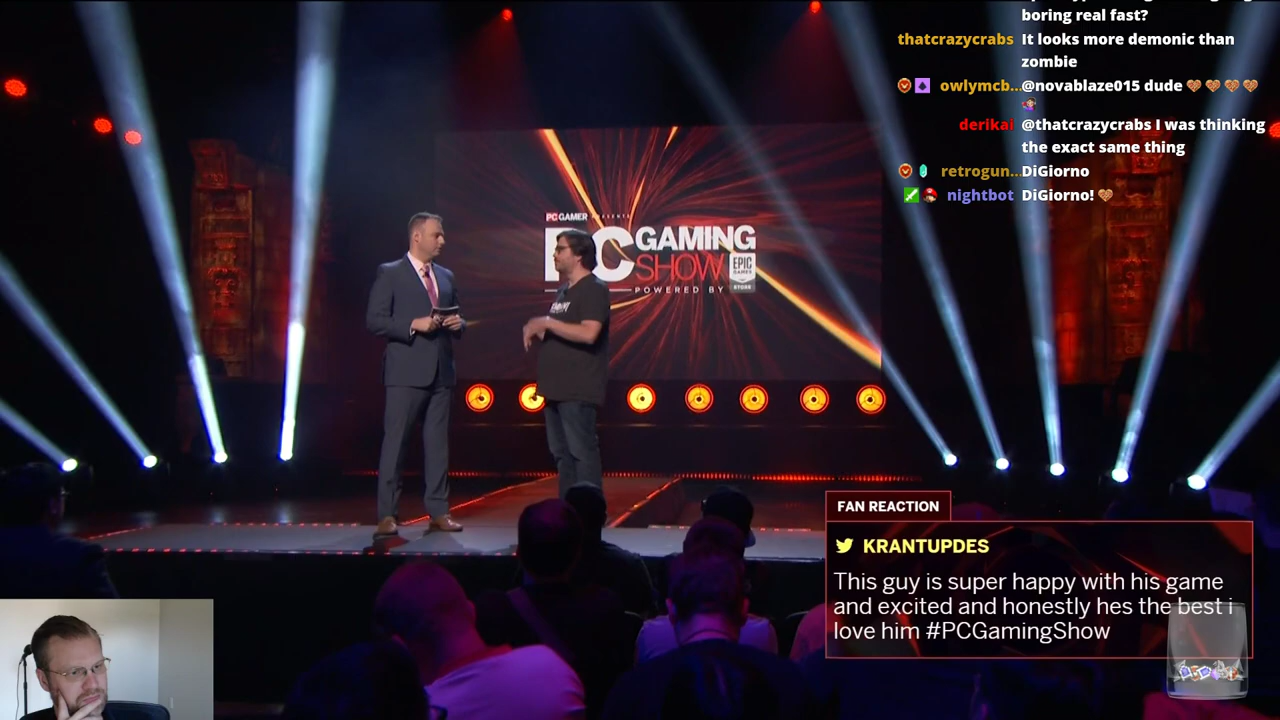 boring real fast?
thatcrazycrabs It looks more demonic than
zombie
owlymcb... @novablaze015 dude
derikai @thatcrazycrabs I was thinking
the exact same thing
retrogun... DiGiorno
nightbot DiGiorno!
PC GAMER PRESENTS
PC GAMING
SHOW
EPIC
GAMES
STORE
POWERED BY
FAN REACTION
KRANTUPDES
This guy is super happy with his game
and excited and honestly hes the best i
love him #PCGamingShow